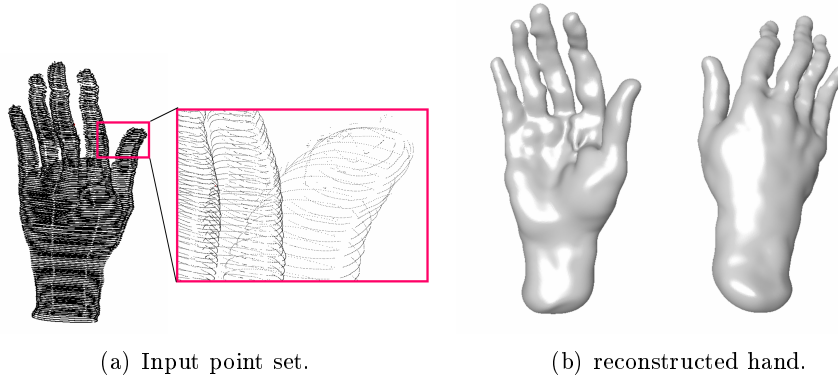 (a) Input point set.
(b) reconstructed hand.